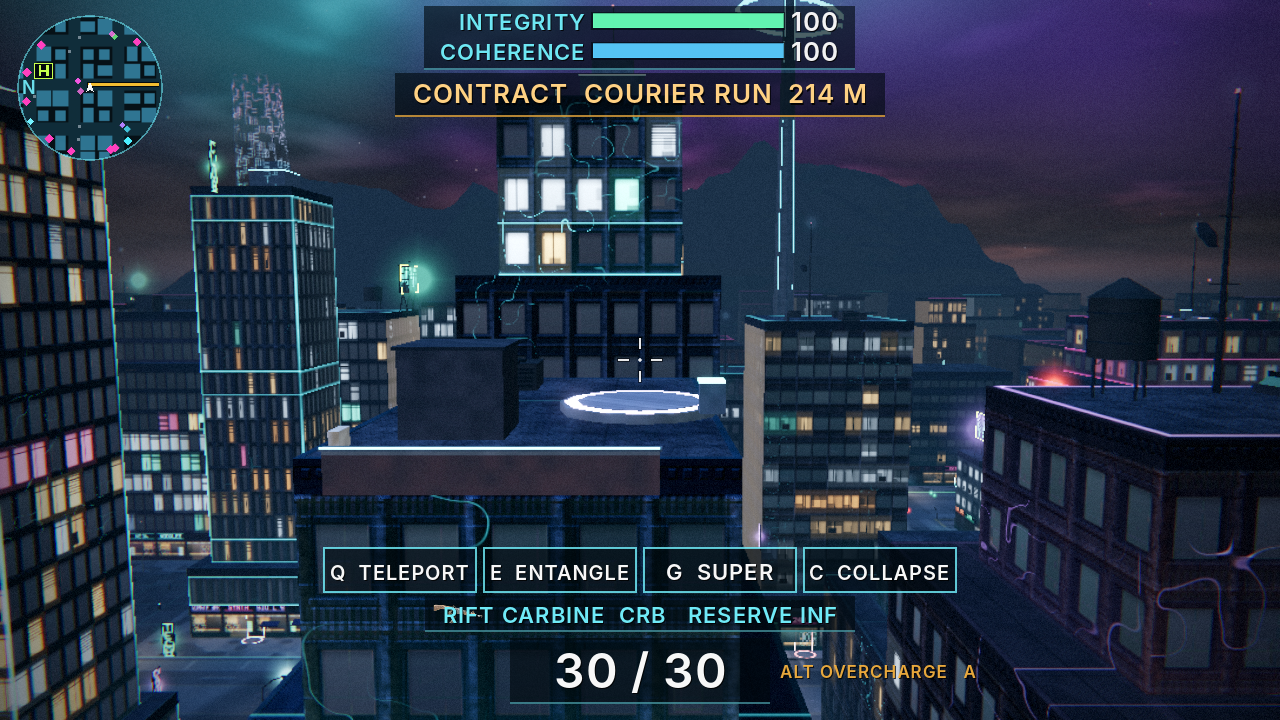 INTEGRITY 100
COHERENCE 100
CONTRACT COURIER RUN 214 M
H
N
Q TELEPORT E ENTANGLE G SUPER C COLLAPSE
RIFT CARBINE CRB RESERVE INF
30 / 30
ALT OVERCHARGE A